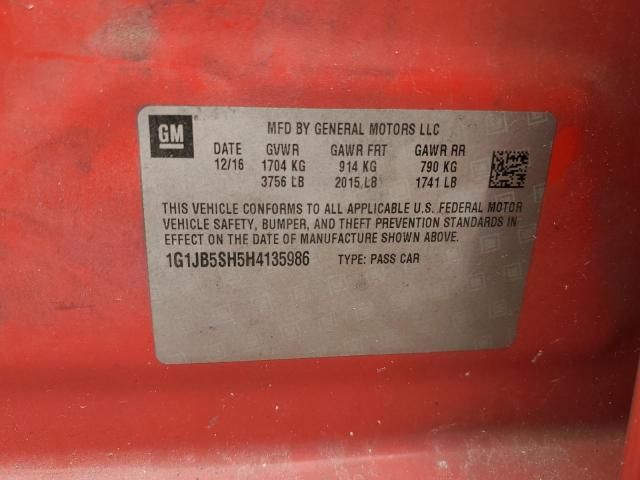 GM
MFD BY GENERAL MOTORS LLC
DATE GVWR GAWR FRT GAWR RR
12/16 1704 KG 914 KG 790 KG
3756 LB 2015 LB 1741 LB
THIS VEHICLE CONFORMS TO ALL APPLICABLE U.S. FEDERAL MOTOR
VEHICLE SAFETY, BUMPER, AND THEFT PREVENTION STANDARDS IN
EFFECT ON THE DATE OF MANUFACTURE SHOWN ABOVE.
1G1JB5SH5H4135986 TYPE: PASS CAR